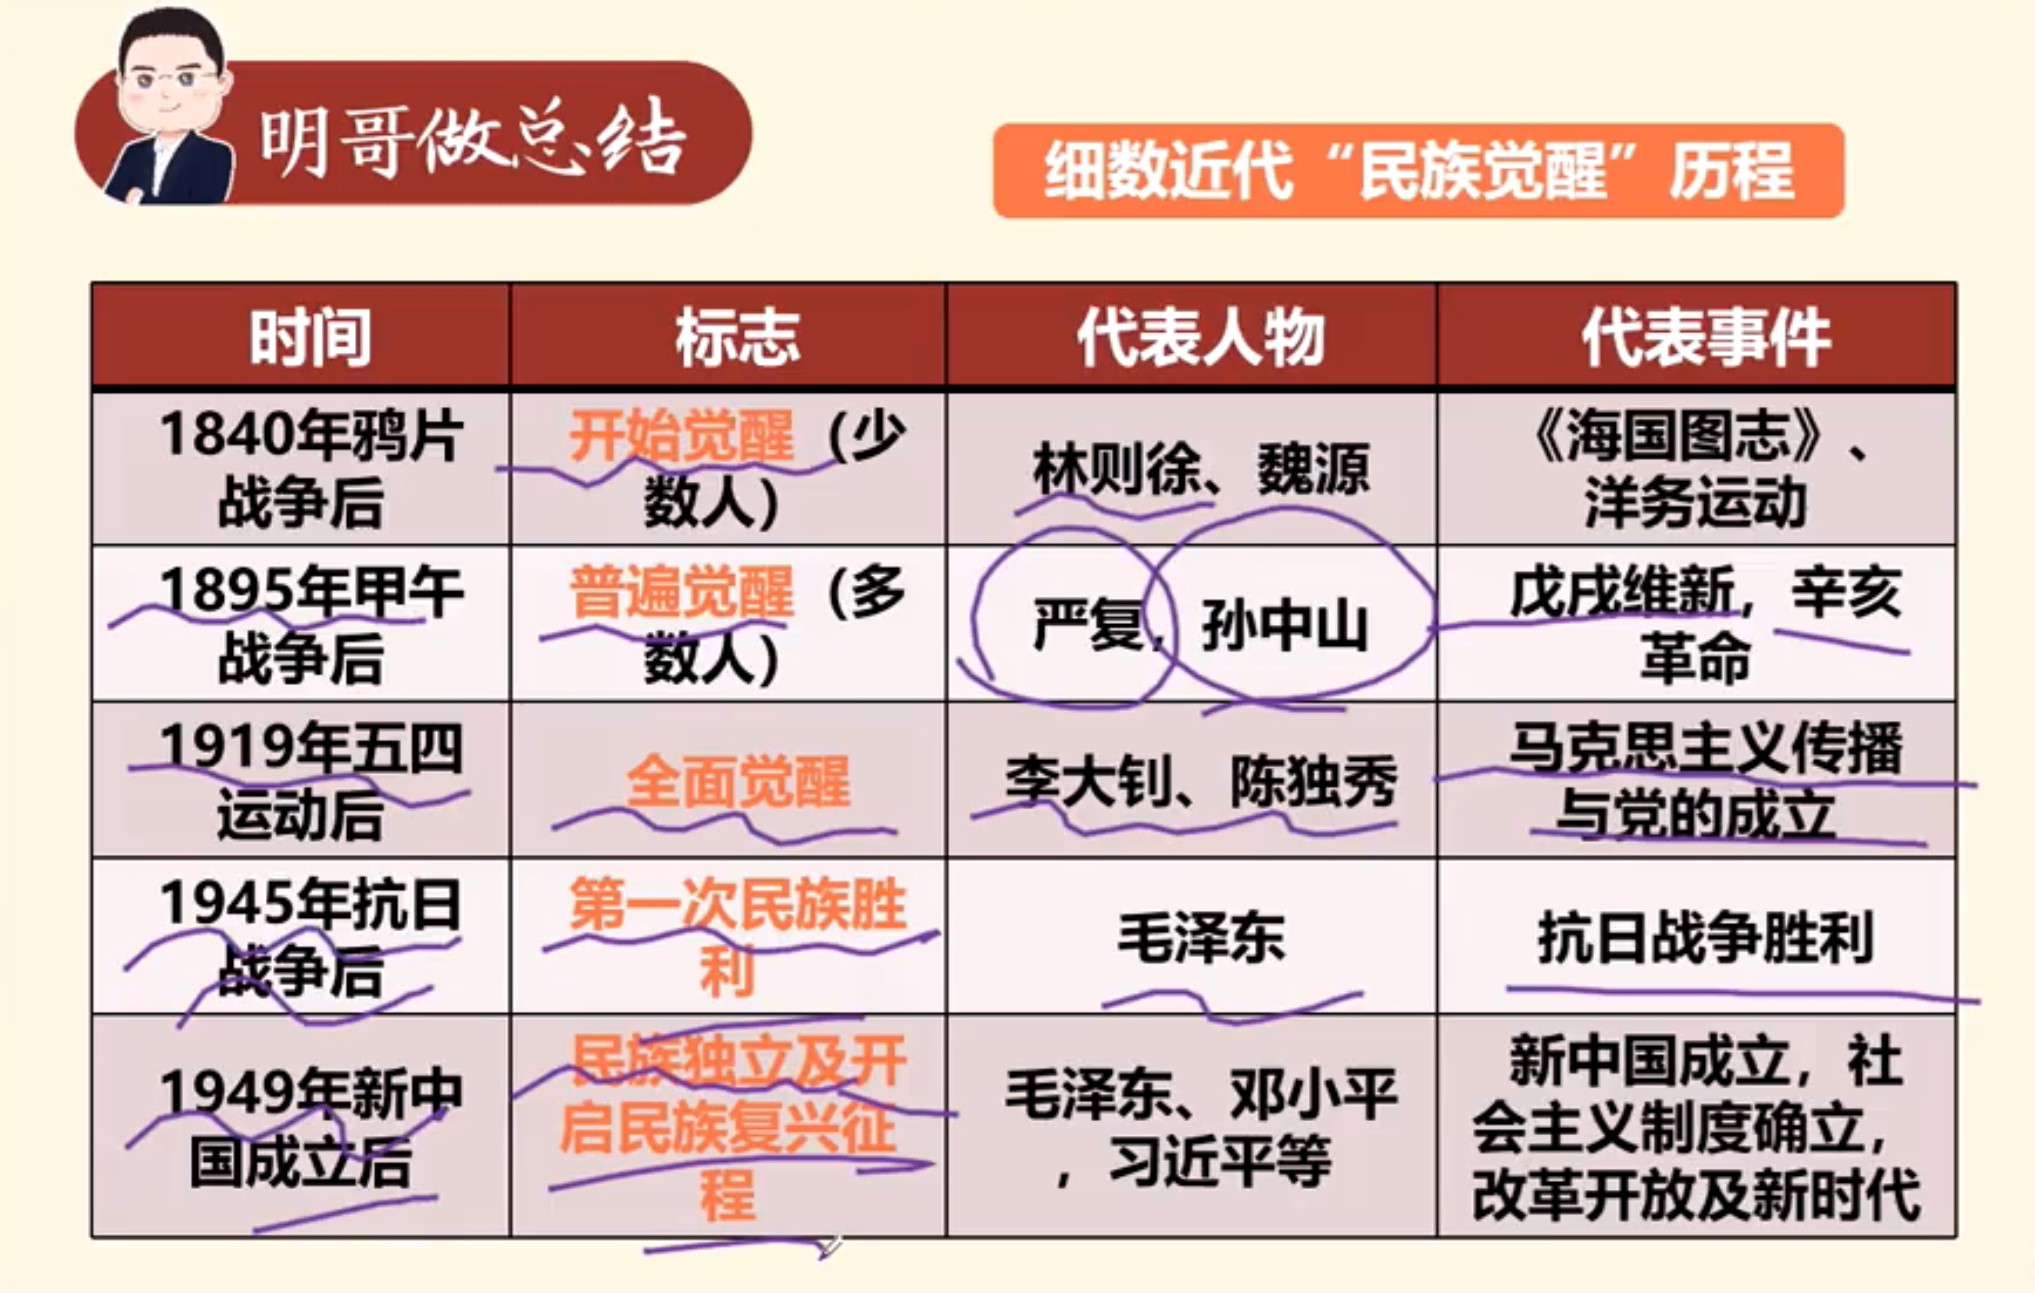 明哥做总结
细数近代“民族觉醒”历程
时间
标志
代表人物
代表事件
1840年鸦片
战争后
开始觉醒（少
数人）
林则徐、魏源
《海国图志》、
洋务运动
1895年甲午
战争后
普遍觉醒（多
数人）
严复，孙中山
戊戌维新，辛亥
革命
1919年五四
运动后
全面觉醒
李大钊、陈独秀
马克思主义传播
与党的成立
1945年抗日
战争后
第一次民族胜
利
毛泽东
抗日战争胜利
1949年新中
国成立后
民族独立及开
启民族复兴征
程
毛泽东、邓小平
，习近平等
新中国成立，社
会主义制度确立，
改革开放及新时代